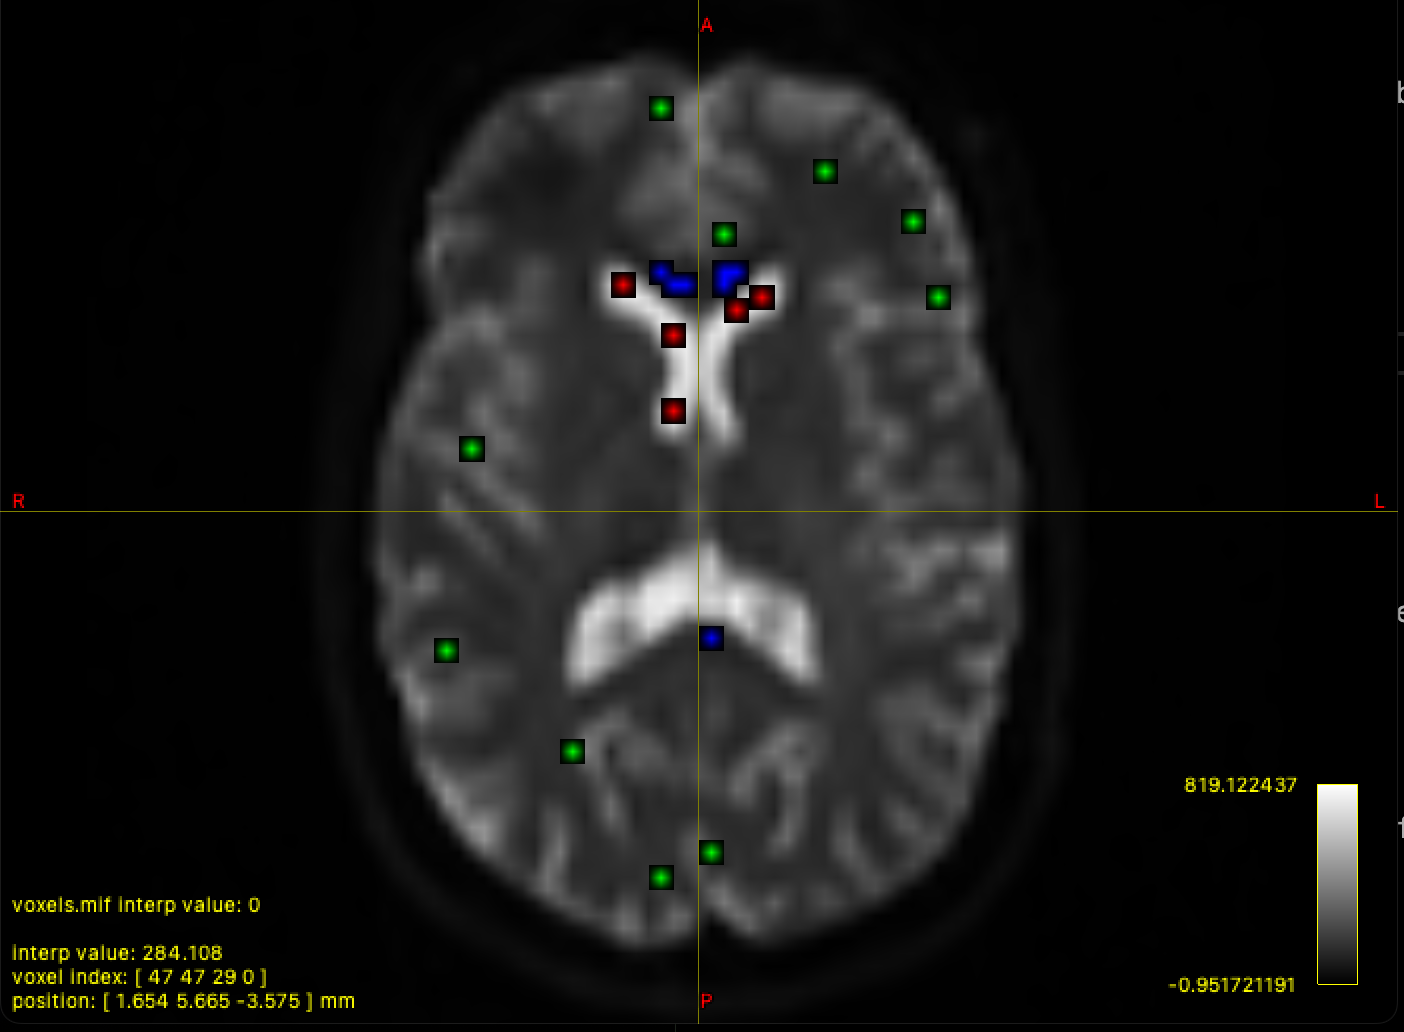 A
R
L
819.122437
voxels.mif interp value: 0
interp value: 284.108
voxel index: [ 47 47 29 0 ]
position: [ 1.654 5.665 -3.575 ] mm
-0.951721191
P